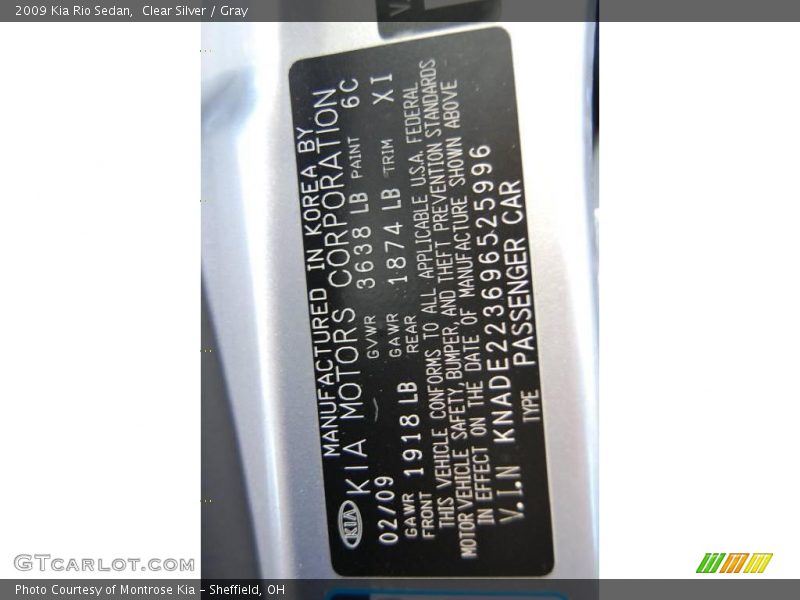 2009 Kia Rio Sedan,  Clear Silver / Gray
MANUFACTURED IN KOREA BY
KIA KIA MOTORS CORPORATION
02/09 GVWR 3638 LB PAINT 6C
GAWR FRONT 1918 LB GAWR REAR 1874 LB TRIM XI
THIS VEHICLE CONFORMS TO ALL APPLICABLE U.S.A. FEDERAL
MOTOR VEHICLE SAFETY, BUMPER, AND THEFT PREVENTION STANDARDS
IN EFFECT ON THE DATE OF MANUFACTURE SHOWN ABOVE
V.I.N KNADE223696525996
TYPE PASSENGER CAR
GTCARLOT.COM
Photo Courtesy of Montrose Kia - Sheffield, OH